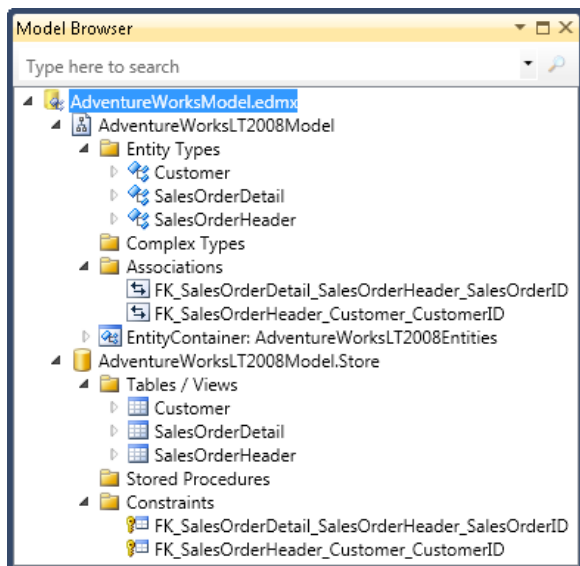 Model Browser
Type here to search
AdventureWorksModel.edmx
AdventureWorksLT2008Model
Entity Types
Customer
SalesOrderDetail
SalesOrderHeader
Complex Types
Associations
FK_SalesOrderDetail_SalesOrderHeader_SalesOrderID
FK_SalesOrderHeader_Customer_CustomerID
EntityContainer: AdventureWorksLT2008Entities
AdventureWorksLT2008Model.Store
Tables / Views
Customer
SalesOrderDetail
SalesOrderHeader
Stored Procedures
Constraints
FK_SalesOrderDetail_SalesOrderHeader_SalesOrderID
FK_SalesOrderHeader_Customer_CustomerID